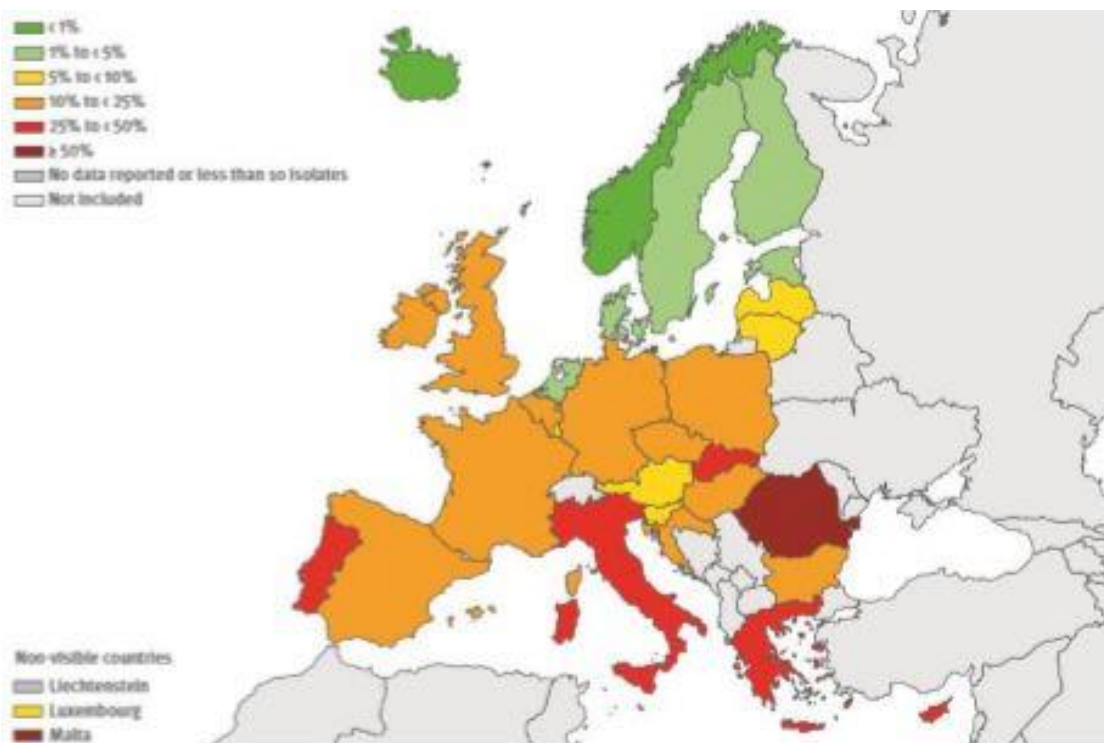 < 1%
1% to < 5%
5% to < 10%
10% to < 25%
25% to < 50%
≥ 50%
No data reported or less than 10 isolates
Not included
Non-visible countries
Liechtenstein
Luxembourg
Malta